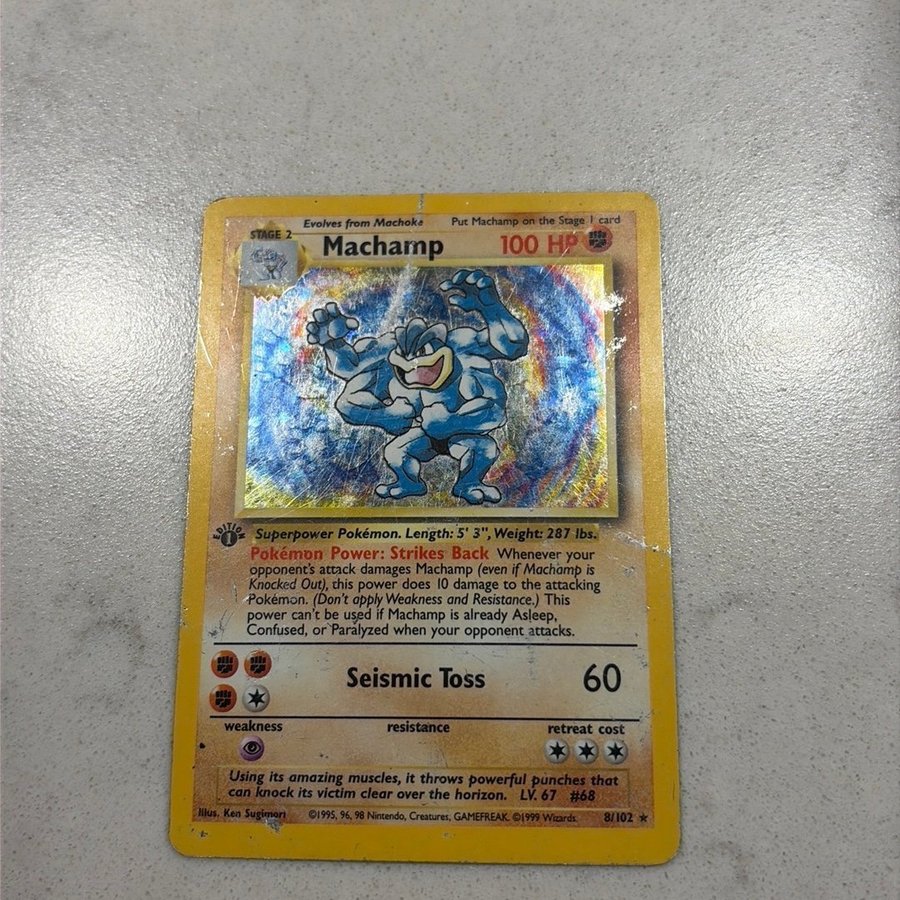 Evolves from Machoke Put Machamp on the Stage 1 card
STAGE 2 Machamp 100 HP
EDITION 1
Superpower Pokémon. Length: 5' 3", Weight: 287 lbs.
Pokémon Power: Strikes Back Whenever your
opponent's attack damages Machamp (even if Machamp is
Knocked Out), this power does 10 damage to the attacking
Pokémon. (Don't apply Weakness and Resistance.) This
power can't be used if Machamp is already Asleep,
Confused, or Paralyzed when your opponent attacks.
Seismic Toss 60
weakness resistance retreat cost
Using its amazing muscles, it throws powerful punches that
can knock its victim clear over the horizon. LV. 67 #68
Illus. Ken Sugimori ©1995, 96, 98 Nintendo, Creatures, GAMEFREAK. ©1999 Wizards. 8/102 ★